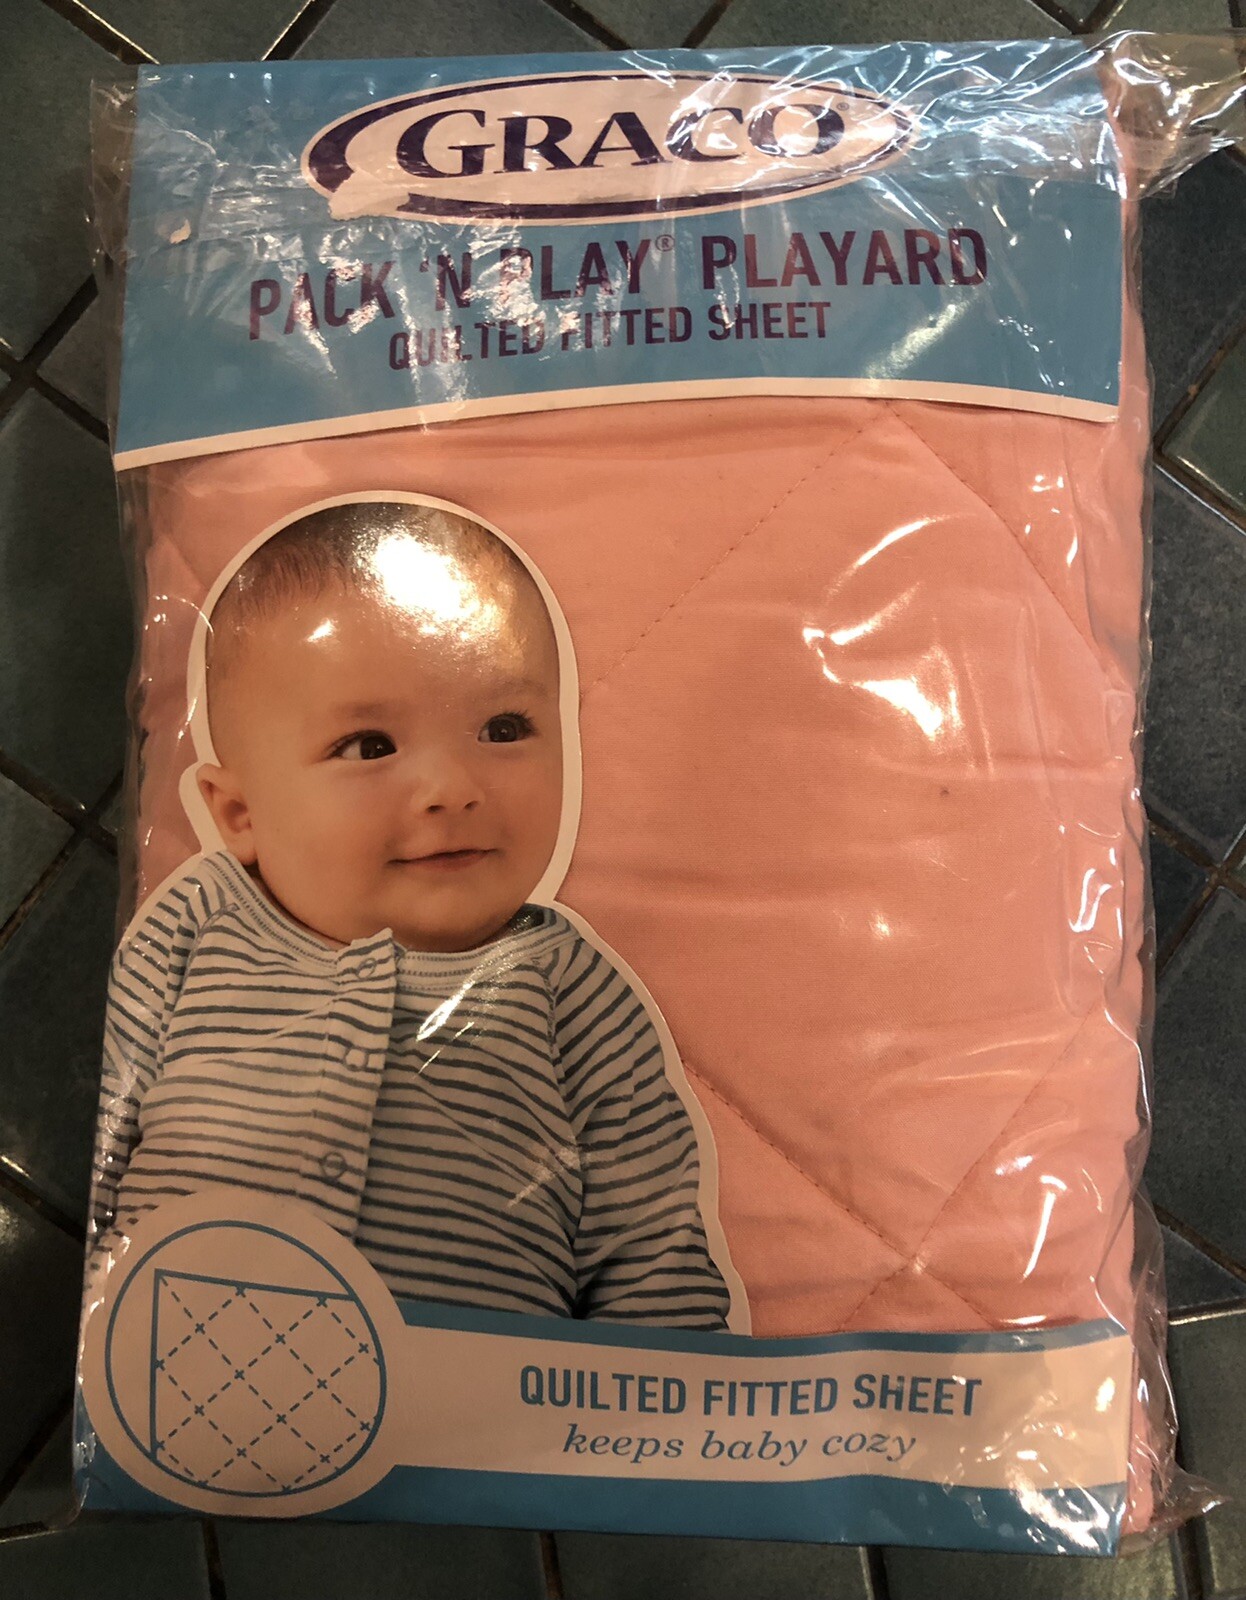 GRACO®
PACK 'N PLAY® PLAYARD
QUILTED FITTED SHEET
QUILTED FITTED SHEET
keeps baby cozy